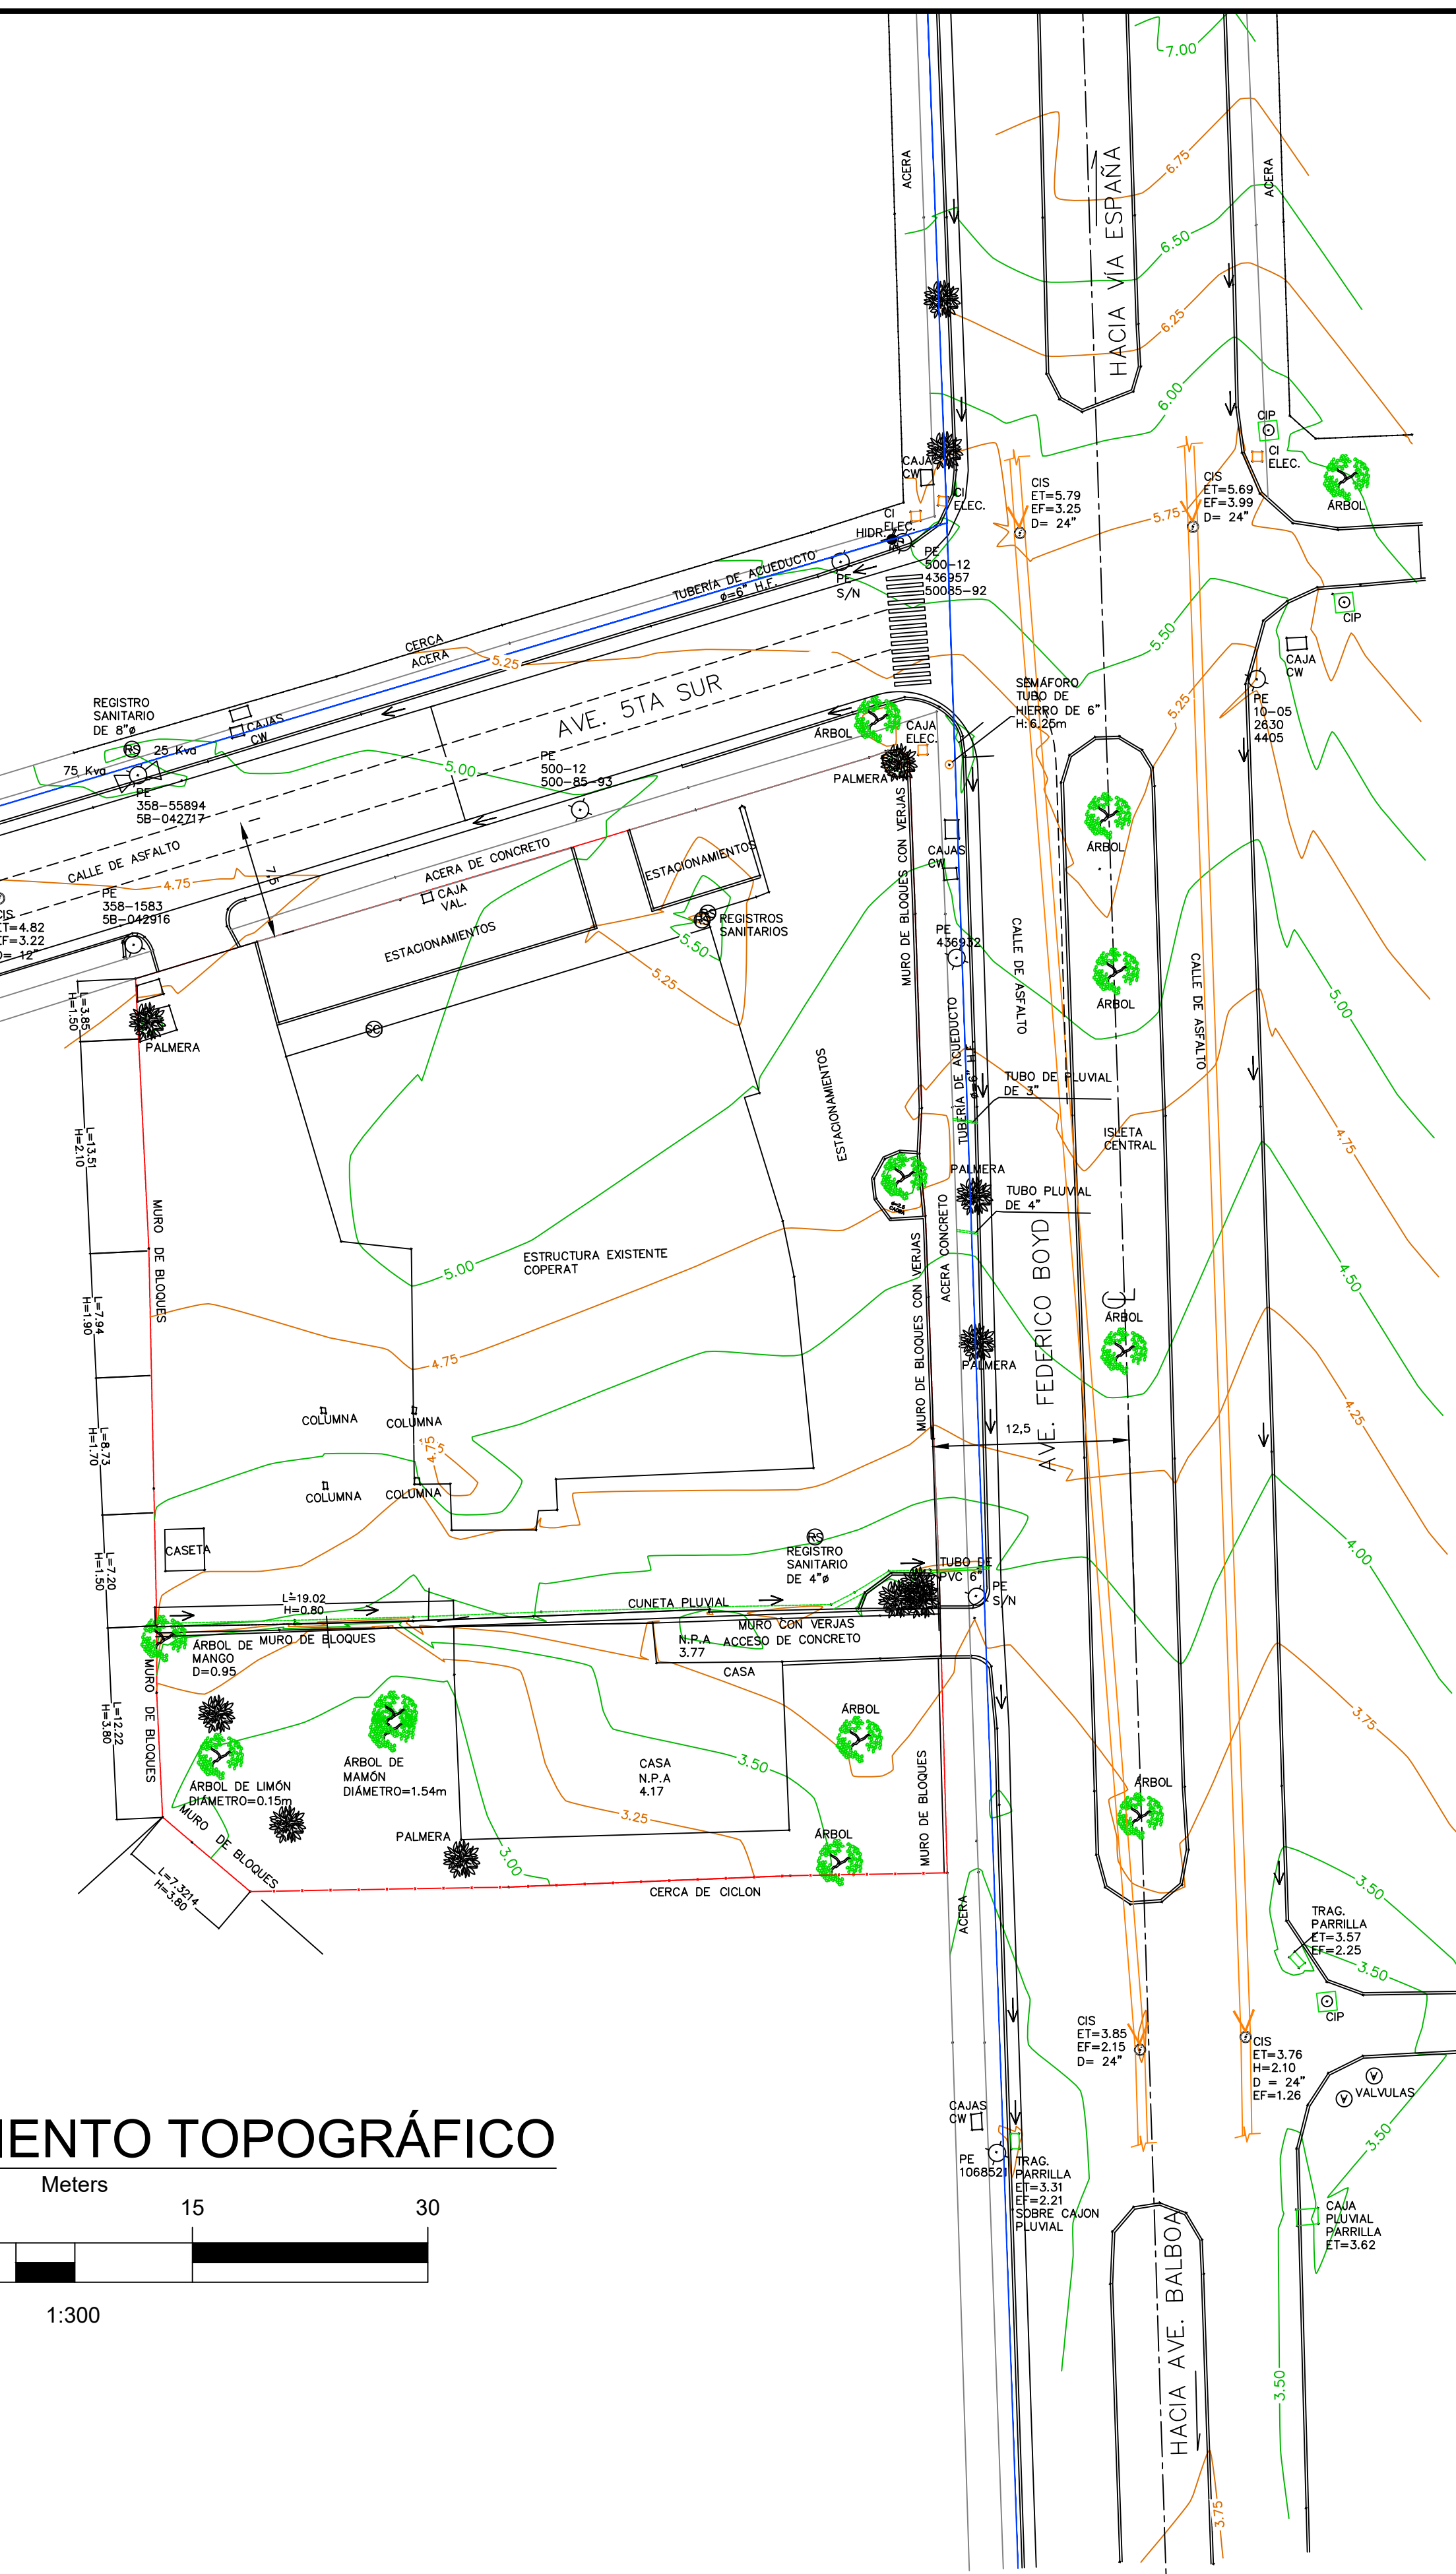 7.00
ACERA
ACERA
6.75
HACIA VÍA ESPAÑA
6.50
6.25
6.00
CIP
CI
ELEC.
ÁRBOL
CAJA
CW
CI
ELEC.
CI
ELEC.
HIDR.
CIS
ET=5.79
EF=3.25
D= 24"
CIS
ET=5.69
EF=3.99
D= 24"
5.75
PE
500-12
436957
50085-92
PE
S/N
TUBERÍA DE ACUEDUCTO
ø=6" H.F.
CERCA
ACERA
5.25
5.50
CIP
CAJA
CW
REGISTRO
SANITARIO
DE 8"ø
RS
25 Kva
75 Kva
CAJAS
CW
AVE. 5TA SUR
SEMÁFORO
TUBO DE
HIERRO DE 6"
H: 6.25m
5.25
PE
10-05
2630
4405
ÁRBOL
CAJA
ELEC.
PALMERA
PE
358-55894
5B-042717
5.00
PE
500-12
500-85-93
CALLE DE ASFALTO
4.75
7,5
ACERA DE CONCRETO
CAJA
VAL.
ESTACIONAMIENTOS
ESTACIONAMIENTOS
CAJAS
CW
ÁRBOL
CIS
ET=4.82
EF=3.22
D= 12"
PE
358-1583
5B-042916
RS
RS
REGISTROS
SANITARIOS
5.50
5.25
MURO DE BLOQUES CON VERJAS
PE
436932
CALLE DE ASFALTO
CALLE DE ASFALTO
ÁRBOL
5.00
L=3.85
H=1.50
PALMERA
SC
ESTACIONAMIENTOS
TUBERÍA DE ACUEDUCTO
ø=6" H.F.
TUBO DE PLUVIAL
DE 3"
L=13.51
H=2.10
ISLETA
CENTRAL
4.75
PALMERA
TUBO PLUVIAL
DE 4"
MURO DE BLOQUES
ACERA CONCRETO
ESTRUCTURA EXISTENTE
COPERAT
5.00
MURO DE BLOQUES CON VERJAS
AVE. FEDERICO BOYD
4.50
L=7.94
H=1.90
CL
ÁRBOL
4.75
PALMERA
4.25
COLUMNA
COLUMNA
4.75
12,5
L=8.73
H=1.70
COLUMNA
COLUMNA
CASETA
RS
REGISTRO
SANITARIO
DE 4"ø
TUBO DE
PVC 6"
PE
S/N
4.00
L=7.20
H=1.50
L=19.02
H=0.80
CUNETA PLUVIAL
MURO CON VERJAS
ACCESO DE CONCRETO
MURO DE BLOQUES
ÁRBOL DE
MANGO
D=0.95
N.P.A
3.77
CASA
L=12.22
H=3.80
MURO DE BLOQUES
ÁRBOL
3.75
ÁRBOL DE
MAMÓN
DIÁMETRO=1.54m
CASA
N.P.A
4.17
3.50
ÁRBOL DE LIMÓN
DIÁMETRO=0.15m
3.25
MURO DE BLOQUES
ÁRBOL
MURO DE BLOQUES
PALMERA
ÁRBOL
3.00
L=7.3214
H=3.80
CERCA DE CICLON
ACERA
3.50
TRAG.
PARRILLA
ET=3.57
EF=2.25
3.50
CIP
CIS
ET=3.85
EF=2.15
D= 24"
CIS
ET=3.76
H=2.10
D = 24"
EF=1.26
VALVULAS
3.50
CAJAS
CW
PE
1068521
TRAG.
PARRILLA
ET=3.31
EF=2.21
SOBRE CAJON
PLUVIAL
CAJA
PLUVIAL
PARRILLA
ET=3.62
IENTO TOPOGRÁFICO
Meters
15
30
1:300
HACIA AVE. BALBOA
3.50
3.75